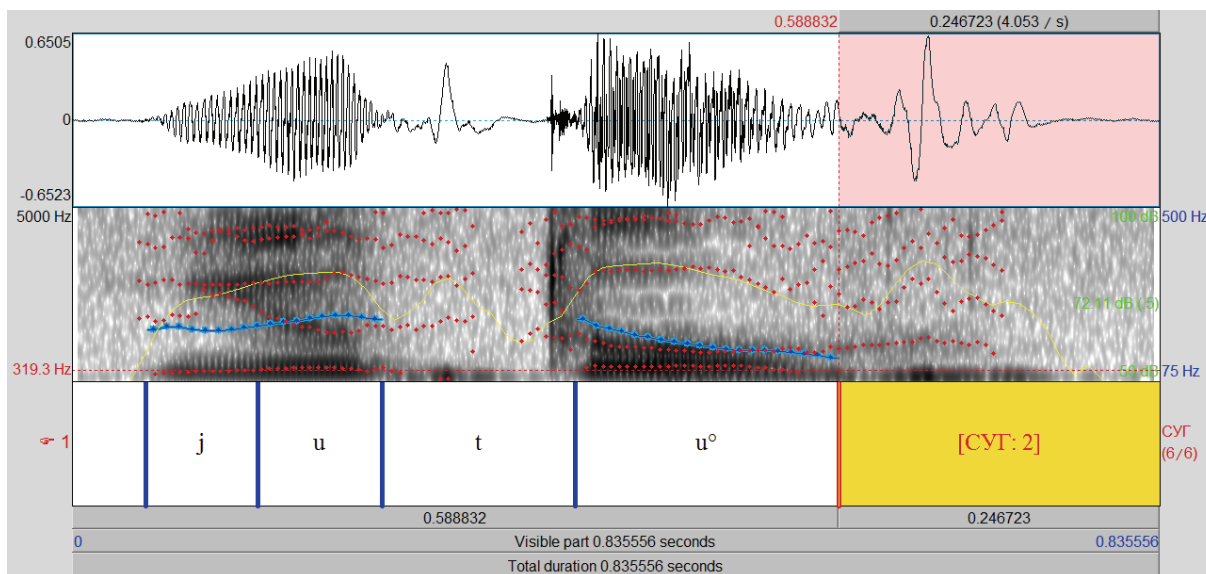 0.588832 0.246723 (4.053 / s)
0.6505
0
-0.6523
5000 Hz 100 dB 500 Hz
72.11 dB (.5)
319.3 Hz 50 dB 75 Hz
1 j u t u° [СУГ: 2] СУГ
(6/6)
0.588832 0.246723
0 Visible part 0.835556 seconds 0.835556
Total duration 0.835556 seconds